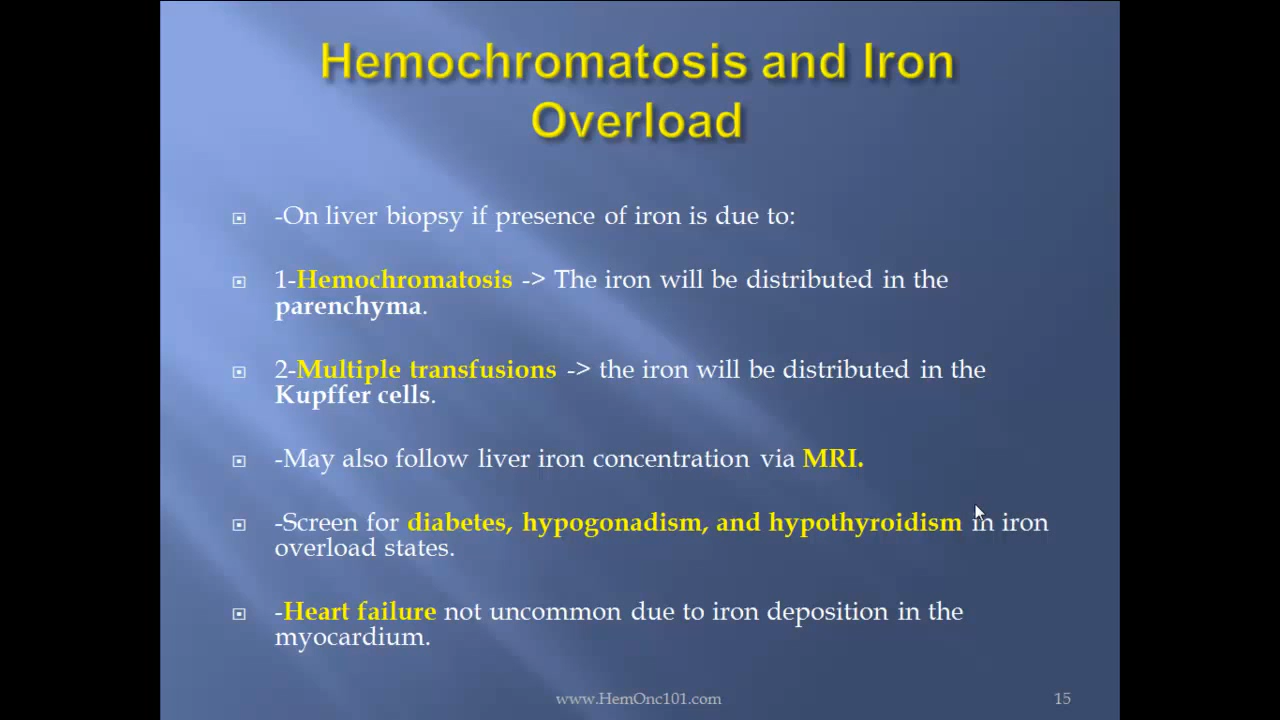 Hemochromatosis and Iron
Overload
-On liver biopsy if presence of iron is due to:
1-Hemochromatosis -> The iron will be distributed in the
parenchyma.
2-Multiple transfusions -> the iron will be distributed in the
Kupffer cells.
-May also follow liver iron concentration via MRI.
-Screen for diabetes, hypogonadism, and hypothyroidism in iron
overload states.
-Heart failure not uncommon due to iron deposition in the
myocardium.
www.HemOnc101.com 15